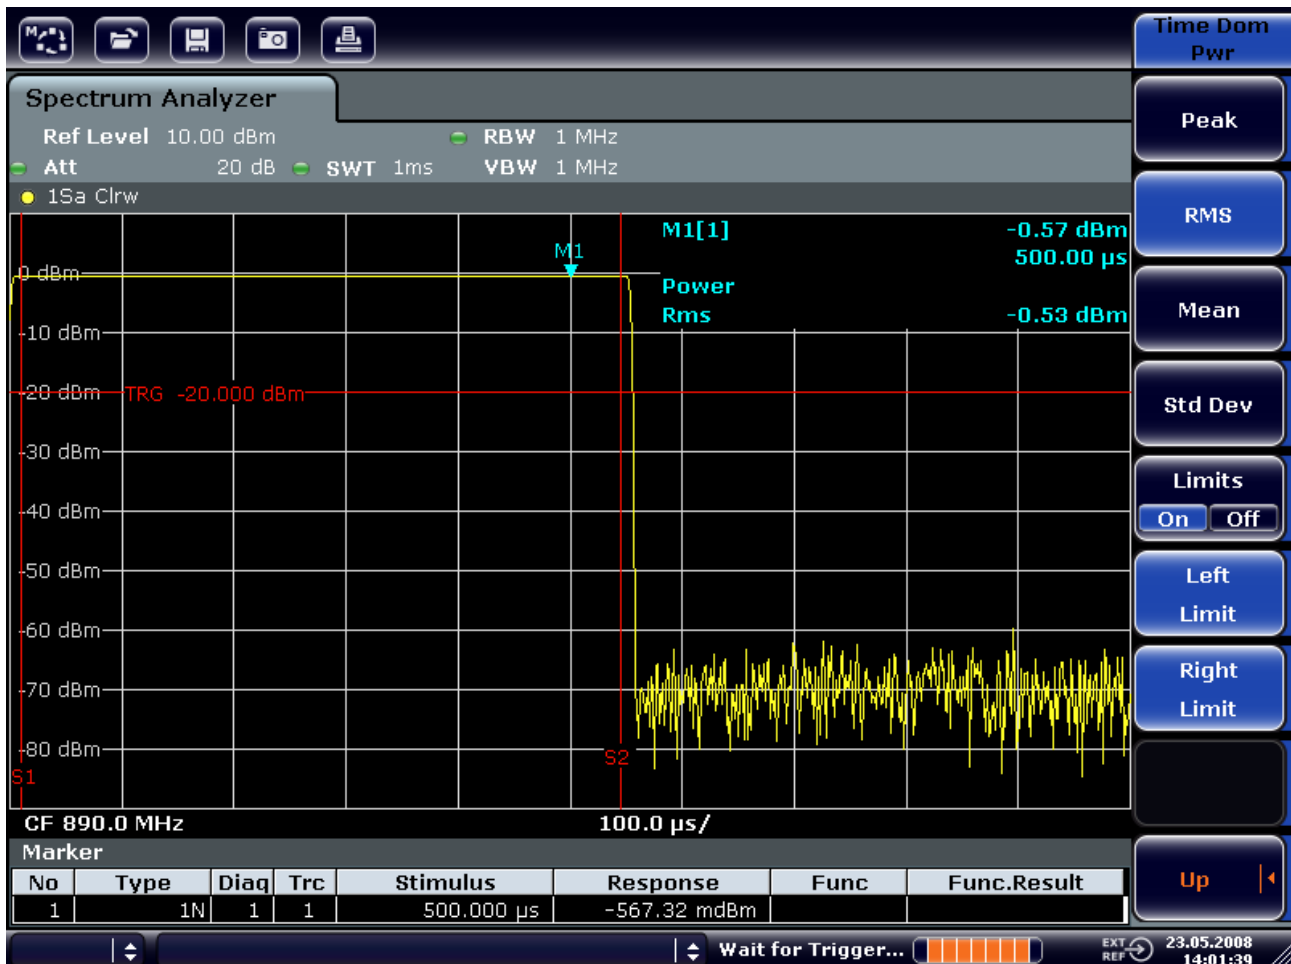 Time Dom
Pwr
Spectrum Analyzer
Ref Level 10.00 dBm
RBW 1 MHz
Att 20 dB
SWT 1ms
VBW 1 MHz
1Sa Clrw
M1[1] -0.57 dBm
500.00 µs
Power
Rms -0.53 dBm
M1
0 dBm
-10 dBm
-20 dBm
TRG -20.000 dBm
-30 dBm
-40 dBm
-50 dBm
-60 dBm
-70 dBm
-80 dBm
S1
S2
CF 890.0 MHz
100.0 µs/
Marker
No Type Diaq Trc Stimulus Response Func Func.Result
1 1N 1 1 500.000 µs -567.32 mdBm
Peak
RMS
Mean
Std Dev
Limits
On Off
Left
Limit
Right
Limit
Up
Wait for Trigger...
EXT
REF
23.05.2008
14:01:39